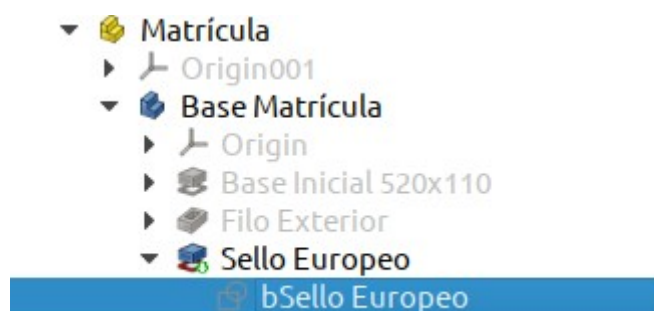 Matrícula
Origin001
Base Matrícula
Origin
Base Inicial 520x110
Filo Exterior
Sello Europeo
bSello Europeo